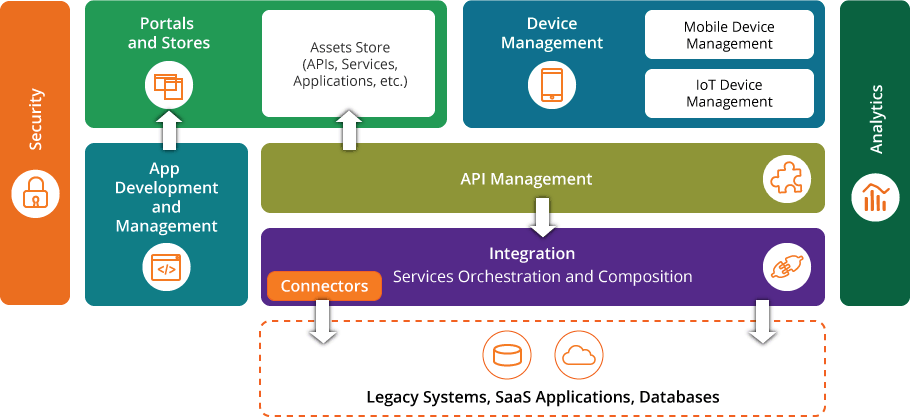 Security
Portals
and Stores
Assets Store
(APIs, Services,
Applications, etc.)
Device
Management
Mobile Device
Management
IoT Device
Management
Analytics
App
Development
and
Management
</>
API Management
Integration
Services Orchestration and Composition
Connectors
Legacy Systems, SaaS Applications, Databases